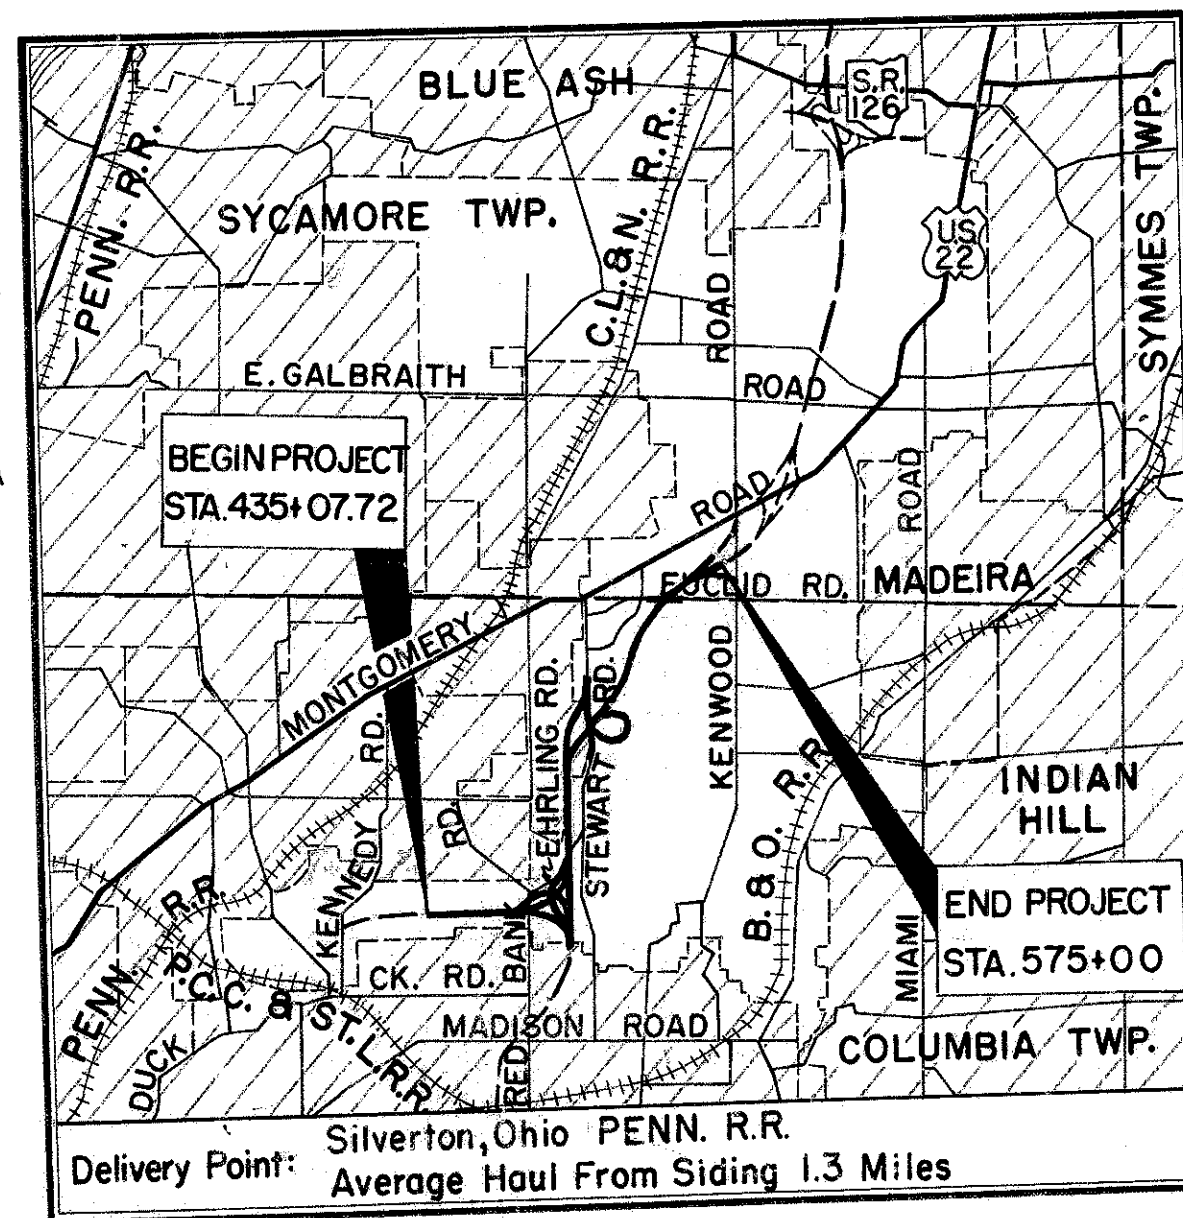 BLUE ASH
S.R. 126
SYMMES TWP.
PENN. R.R.
SYCAMORE TWP.
C.L.&N. R.R.
US 22
ROAD
E. GALBRAITH
ROAD
BEGIN PROJECT
STA. 435+07.72
ROAD
ROAD
EUCLID RD.
MADEIRA
MONTGOMERY
RD.
EHRLING RD.
STEWART RD.
KENWOOD
B. & O. R.R.
INDIAN
HILL
KENNEDY
RD.
PENN. R.R.
P.C.C. & ST.L.R.R.
CK. RD.
BANK
MIAMI
END PROJECT
STA. 575+00
MADISON ROAD
COLUMBIA TWP.
DUCK
RED
Delivery Point: Silverton, Ohio PENN. R.R.
Average Haul From Siding 1.3 Miles